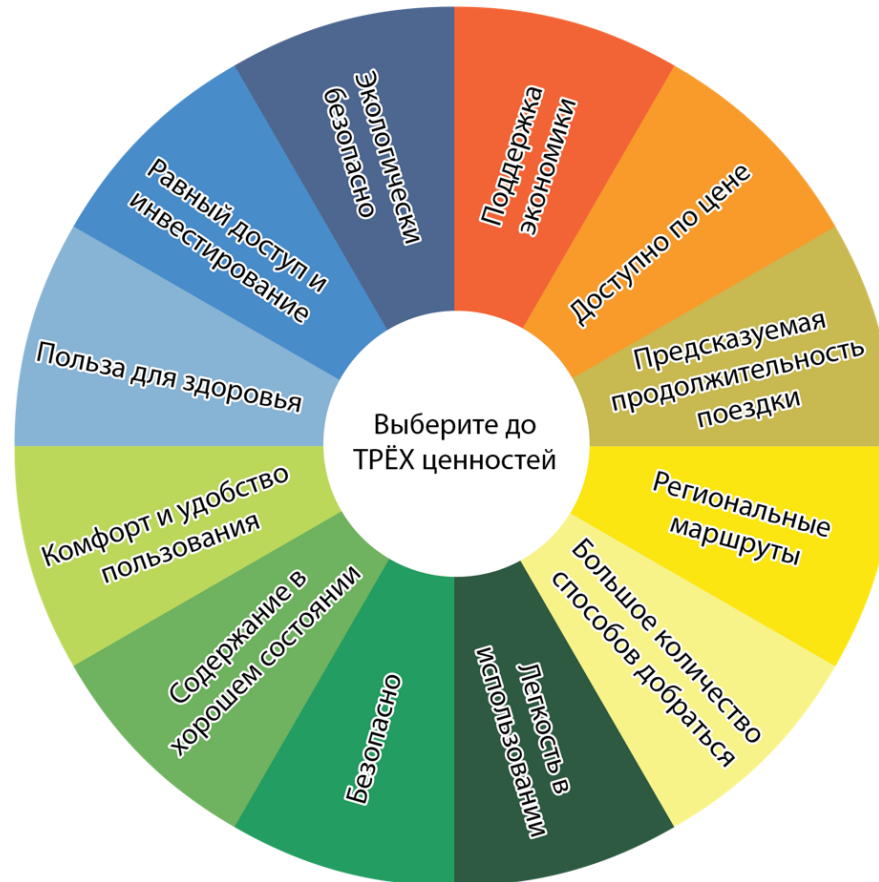 Выберите до
ТРЁХ ценностей
Поддержка
экономики
Доступно по цене
Предсказуемая
продолжительность
поездки
Региональные
маршруты
Большое количество
способов добраться
Легкость в
использовании
Безопасно
Содержание в
хорошем состоянии
Комфорт и удобство
пользования
Польза для здоровья
Равный доступ и
инвестирование
Экологически
безопасно